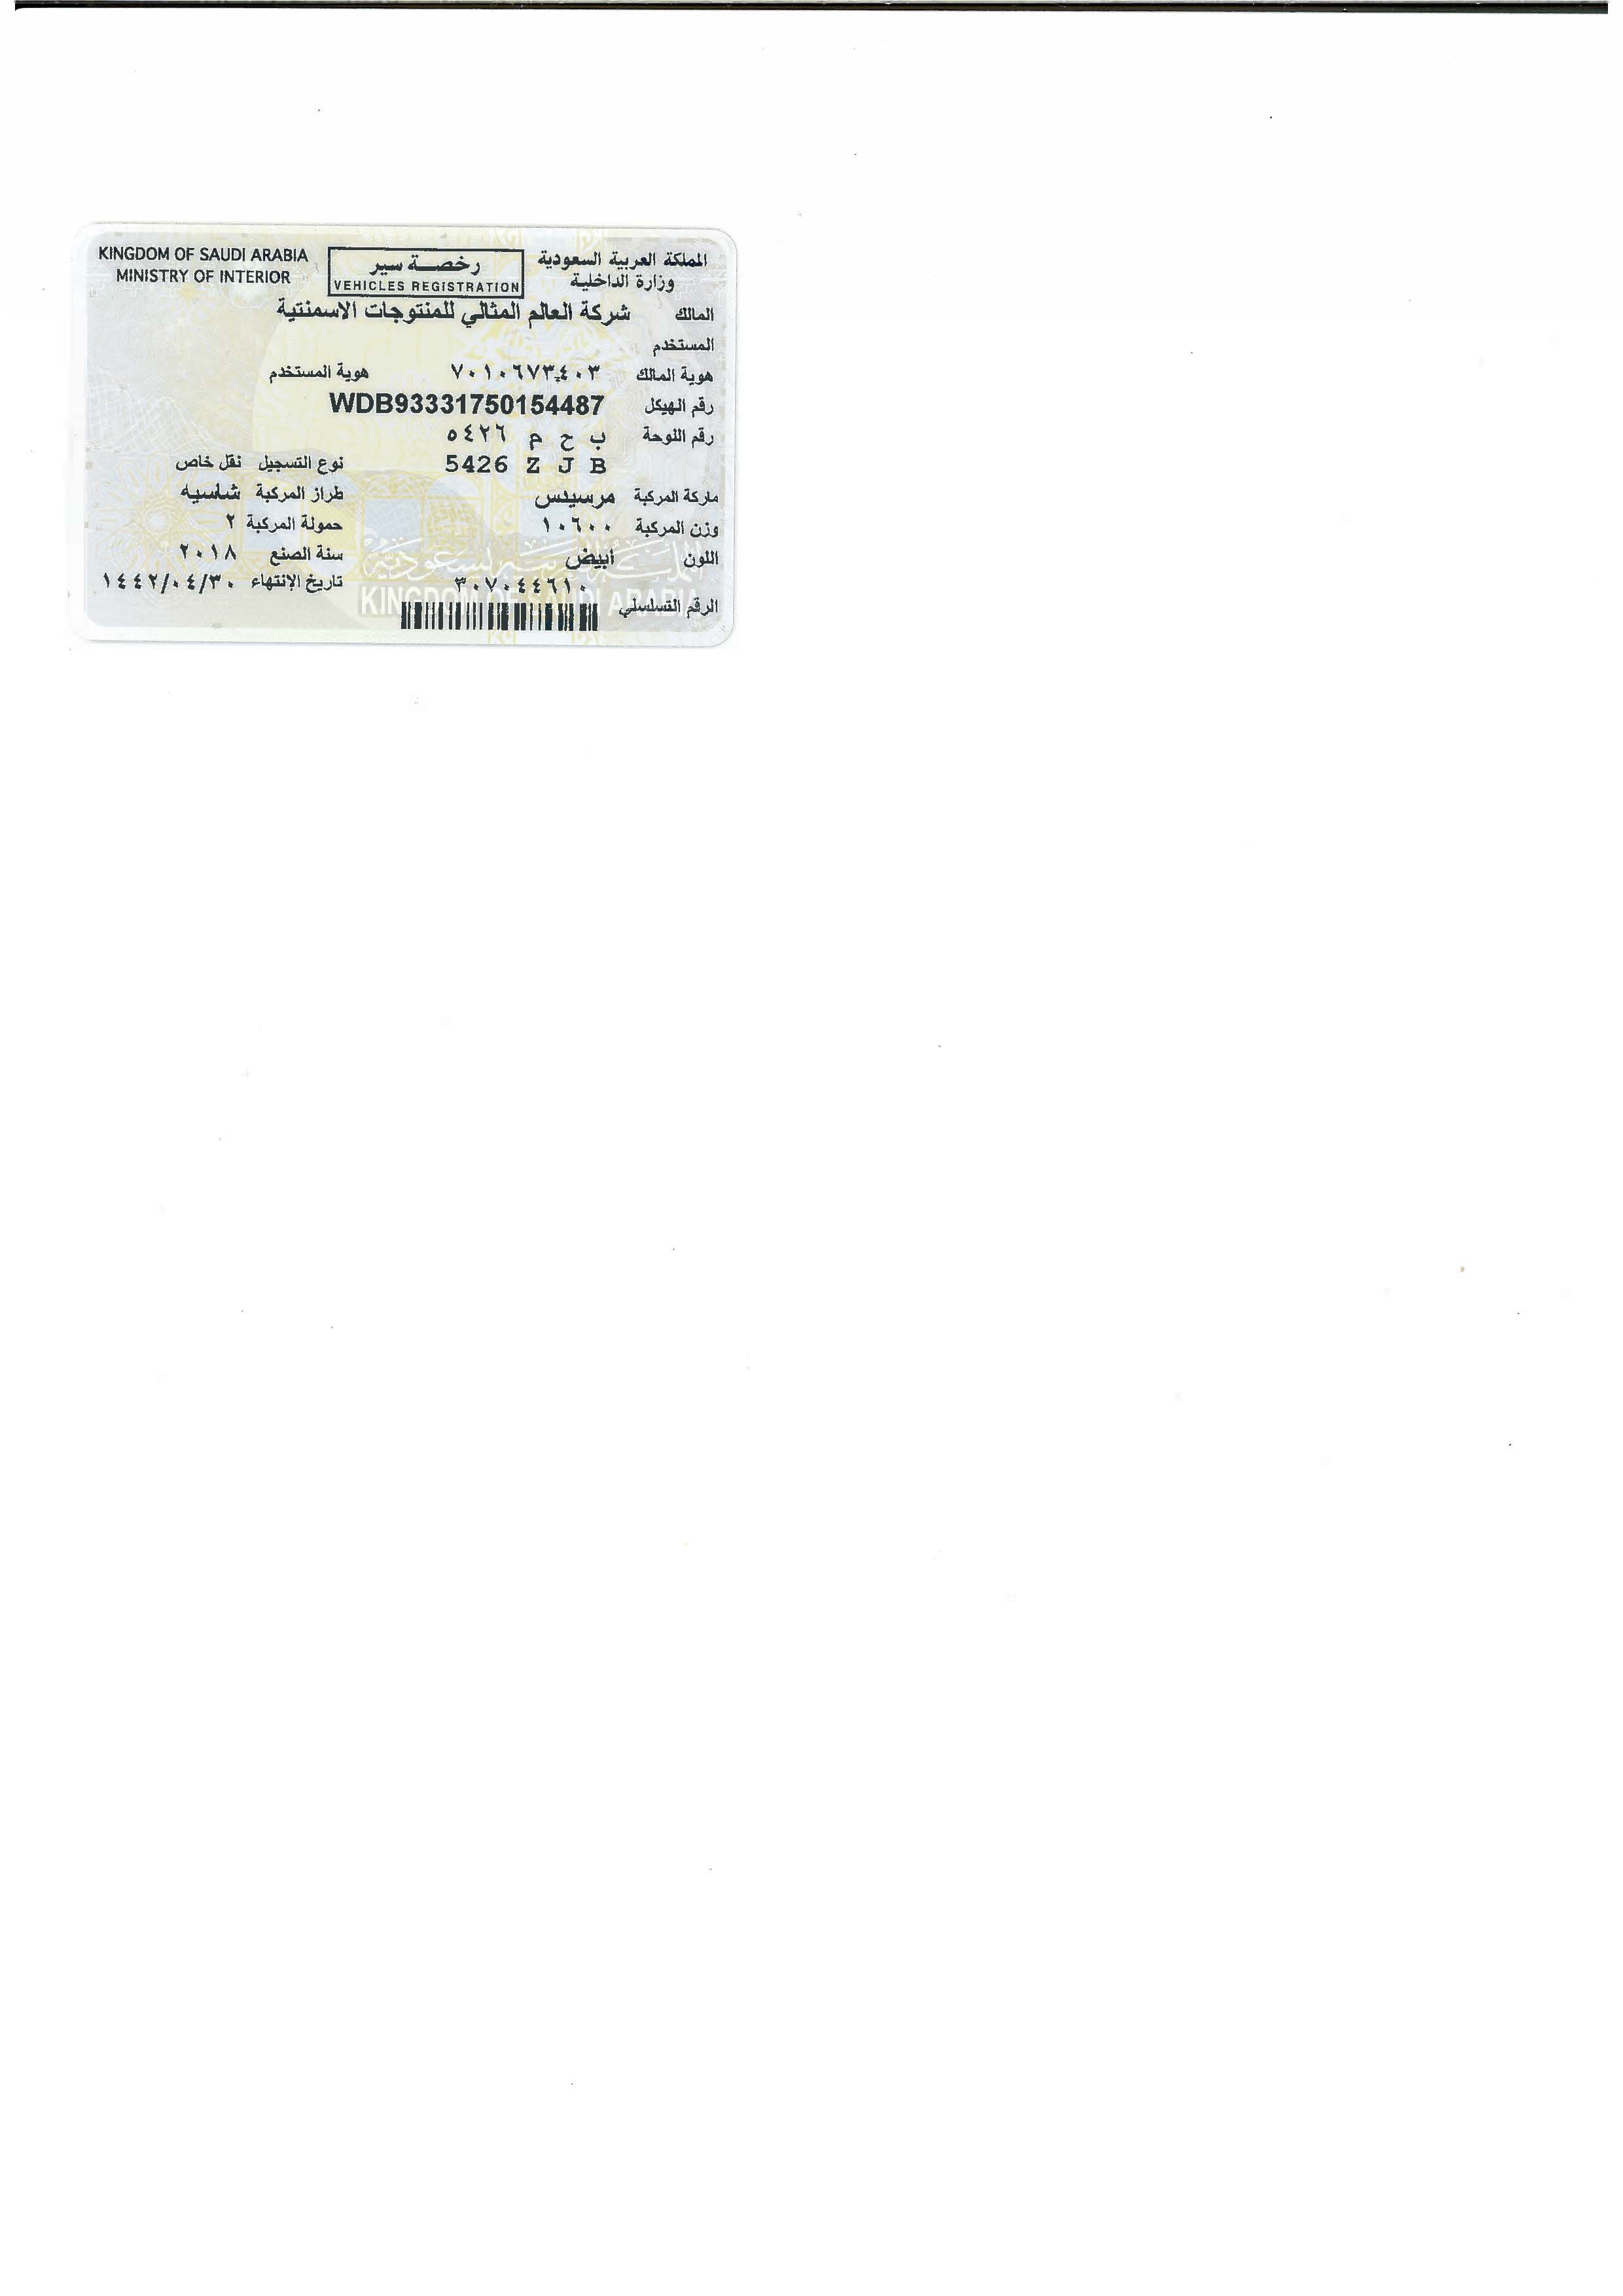 KINGDOM OF SAUDI ARABIA رخصة سير المملكة العربية السعودية
MINISTRY OF INTERIOR VEHICLES REGISTRATION وزارة الداخلية
المالك شركة العالم المثالي للمنتوجات الاسمنتية
المستخدم
هوية المالك ٧٠١٠٦٧٣٤٠٣ هوية المستخدم
رقم الهيكل WDB93331750154487
رقم اللوحة ب ح م ٥٤٢٦
5426 Z J B نوع التسجيل نقل خاص
ماركة المركبة مرسيدس طراز المركبة شاسيه
وزن المركبة ١٠٦٠٠ حمولة المركبة ٢
اللون أبيض سنة الصنع ٢٠١٨
٣٠٧٠٤٤٦١٠ تاريخ الانتهاء ١٤٤٢/٠٤/٣٠
الرقم التسلسلي
المملكة العربية السعودية
KINGDOM OF SAUDI ARABIA